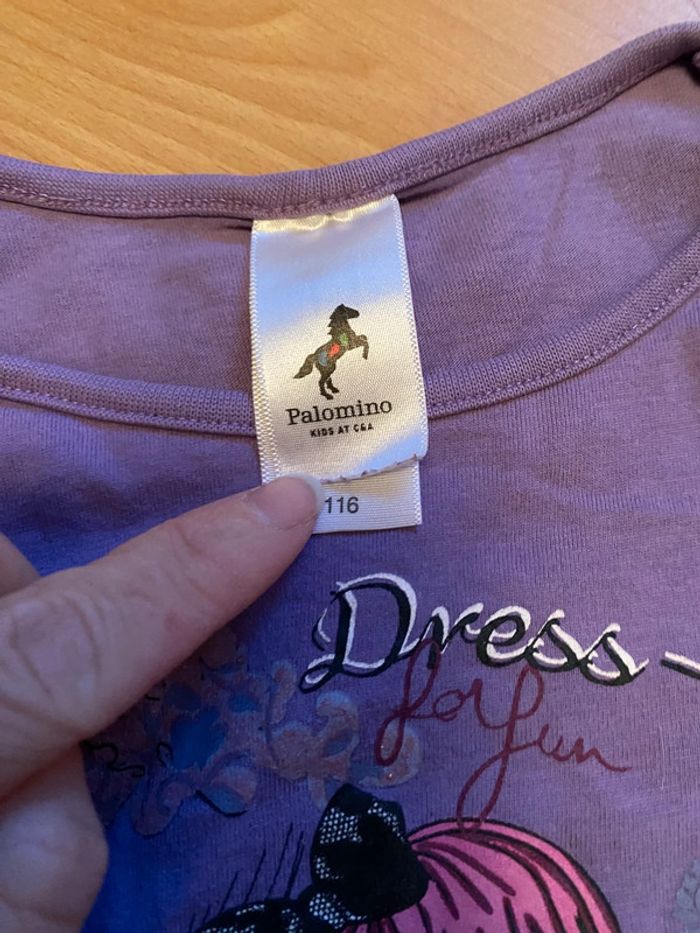 Palomino
KIDS AT C&A
116
Dress-
for fun